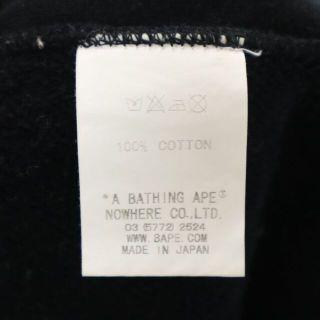 100% COTTON
"A BATHING APE®
NOWHERE CO.,LTD.
03 (5772) 2524
WWW.BAPE.COM
MADE IN JAPAN